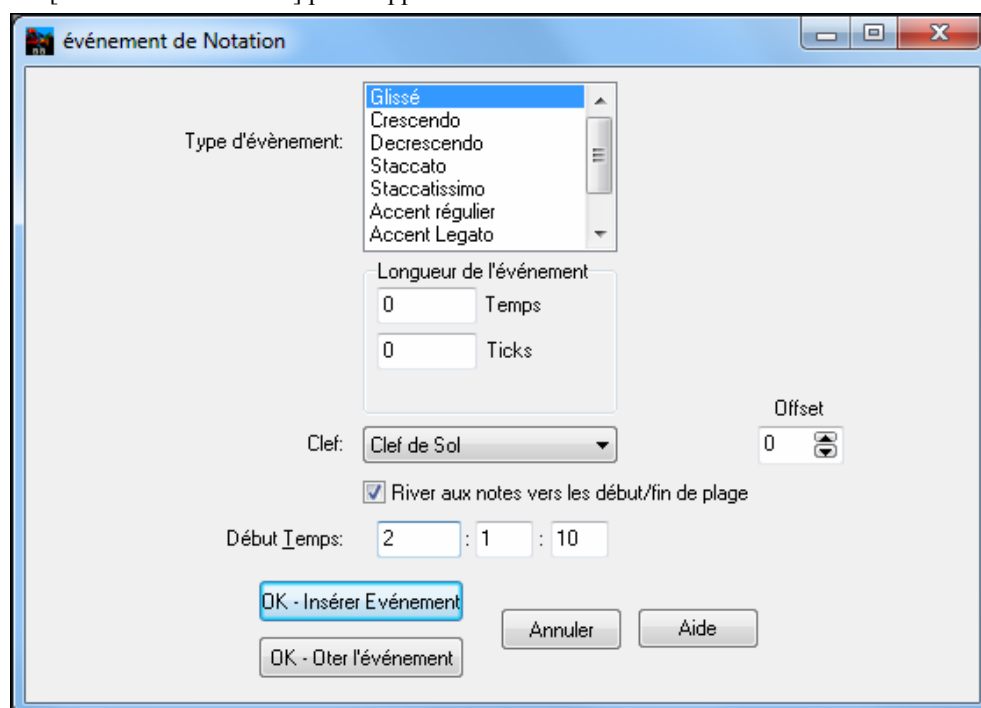 événement de Notation
Type d'évènement:
Glissé
Crescendo
Decrescendo
Staccato
Staccatissimo
Accent régulier
Accent Legato
Longueur de l'événement
0 Temps
0 Ticks
Offset
Clef: Clef de Sol 0
River aux notes vers les début/fin de plage
Début Temps: 2 : 1 : 10
OK - Insérer Evénement
Annuler Aide
OK - Oter l'événement